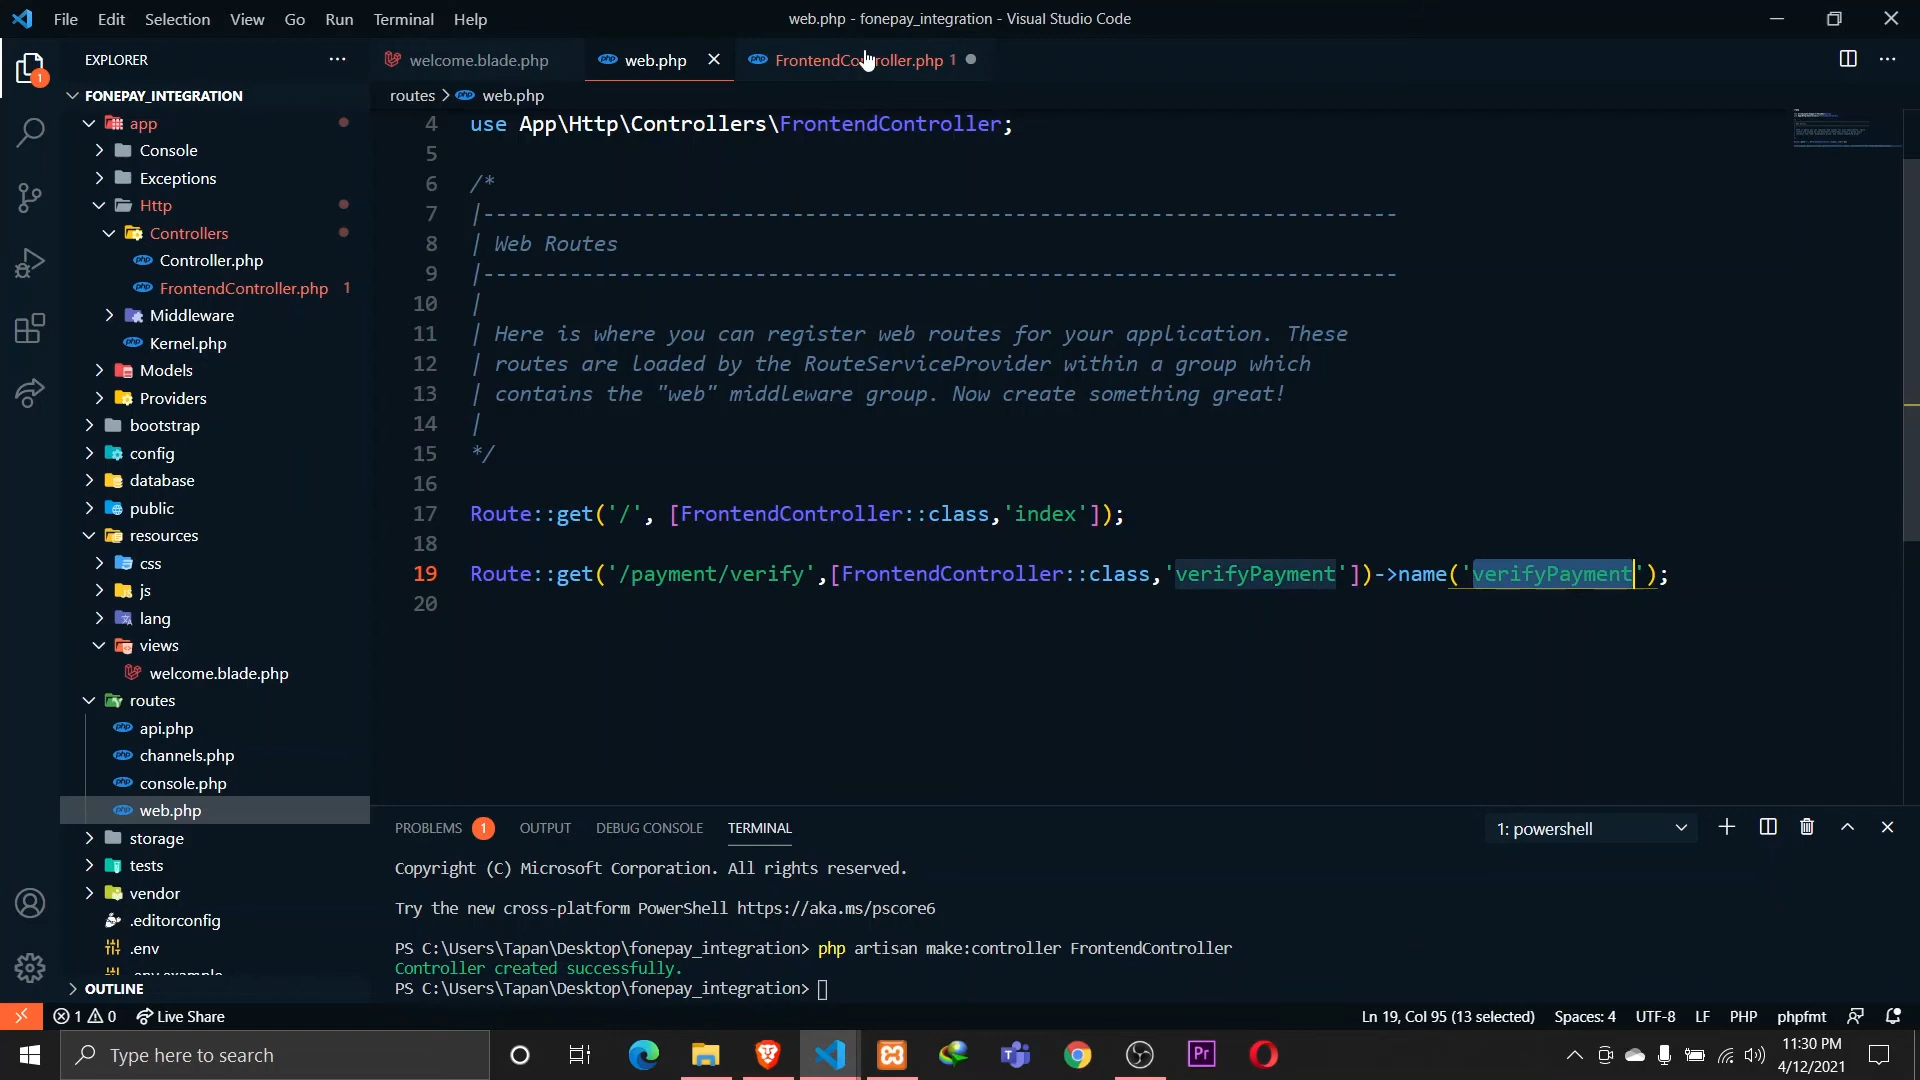 File Edit Selection View Go Run Terminal Help
web.php - fonepay_integration - Visual Studio Code
EXPLORER
welcome.blade.php
web.php
FrontendController.php 1
1
FONEPAY_INTEGRATION
routes > web.php
app
Console
Exceptions
Http
Controllers
Controller.php
FrontendController.php 1
Middleware
Kernel.php
Models
Providers
bootstrap
config
database
public
resources
css
js
lang
views
welcome.blade.php
routes
api.php
channels.php
console.php
web.php
storage
tests
vendor
.editorconfig
.env
.env.example
OUTLINE
4 use App\Http\Controllers\FrontendController;
5
6 /*
7 |--------------------------------------------------------------------------
8 | Web Routes
9 |--------------------------------------------------------------------------
10 |
11 | Here is where you can register web routes for your application. These
12 | routes are loaded by the RouteServiceProvider within a group which
13 | contains the "web" middleware group. Now create something great!
14 |
15 */
16
17 Route::get('/', [FrontendController::class,'index']);
18
19 Route::get('/payment/verify',[FrontendController::class,'verifyPayment'])->name('verifyPayment');
20
PROBLEMS 1 OUTPUT DEBUG CONSOLE TERMINAL
1: powershell
Copyright (C) Microsoft Corporation. All rights reserved.
Try the new cross-platform PowerShell https://aka.ms/pscore6
PS C:\Users\Tapan\Desktop\fonepay_integration> php artisan make:controller FrontendController
Controller created successfully.
PS C:\Users\Tapan\Desktop\fonepay_integration>
1 0 Live Share
Ln 19, Col 95 (13 selected) Spaces: 4 UTF-8 LF PHP phpfmt
Type here to search
Pr
11:30 PM
4/12/2021